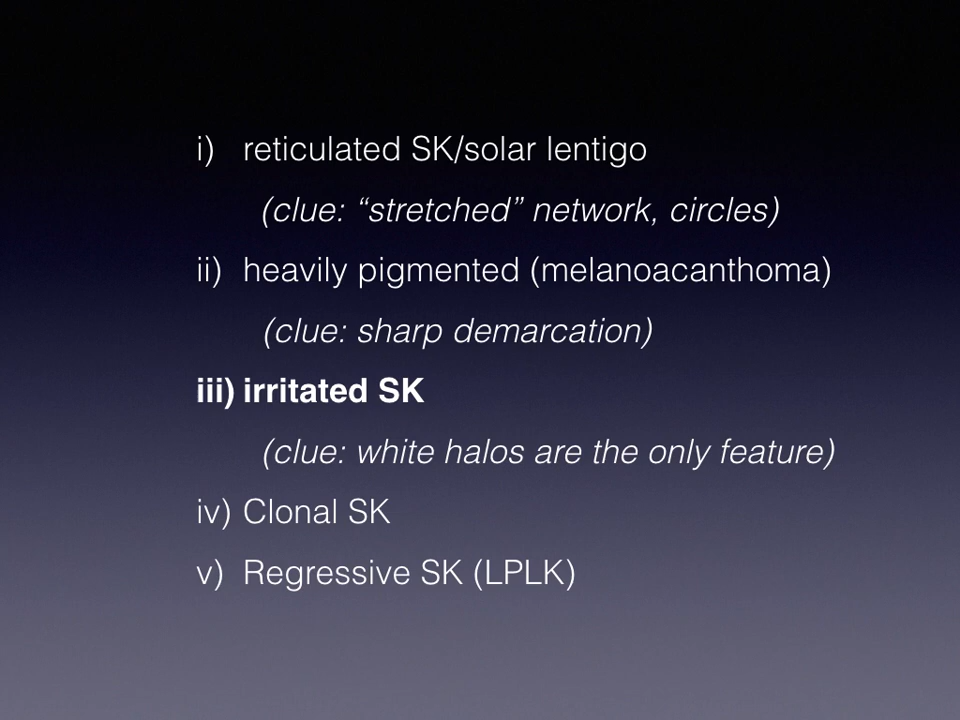 i) reticulated SK/solar lentigo
(clue: “stretched” network, circles)
ii) heavily pigmented (melanoacanthoma)
(clue: sharp demarcation)
iii) irritated SK
(clue: white halos are the only feature)
iv) Clonal SK
v) Regressive SK (LPLK)